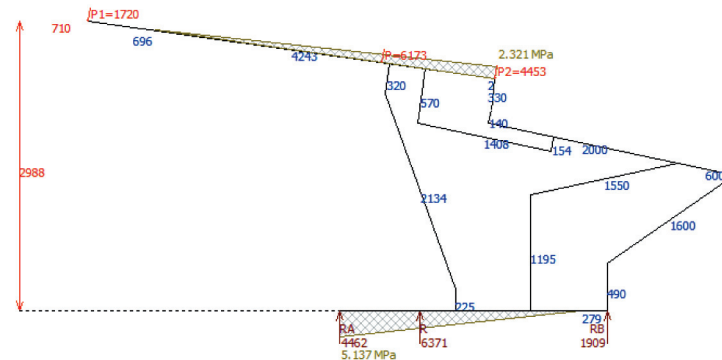 /P1=1720
710
696
4243
/P=6173
2.321 MPa
/P2=4453
320
2
330
570
140
1408
154
2000
600
1550
2988
2134
1600
1195
490
225
279
RA
R
RB
4462
6371
1909
5.137 MPa